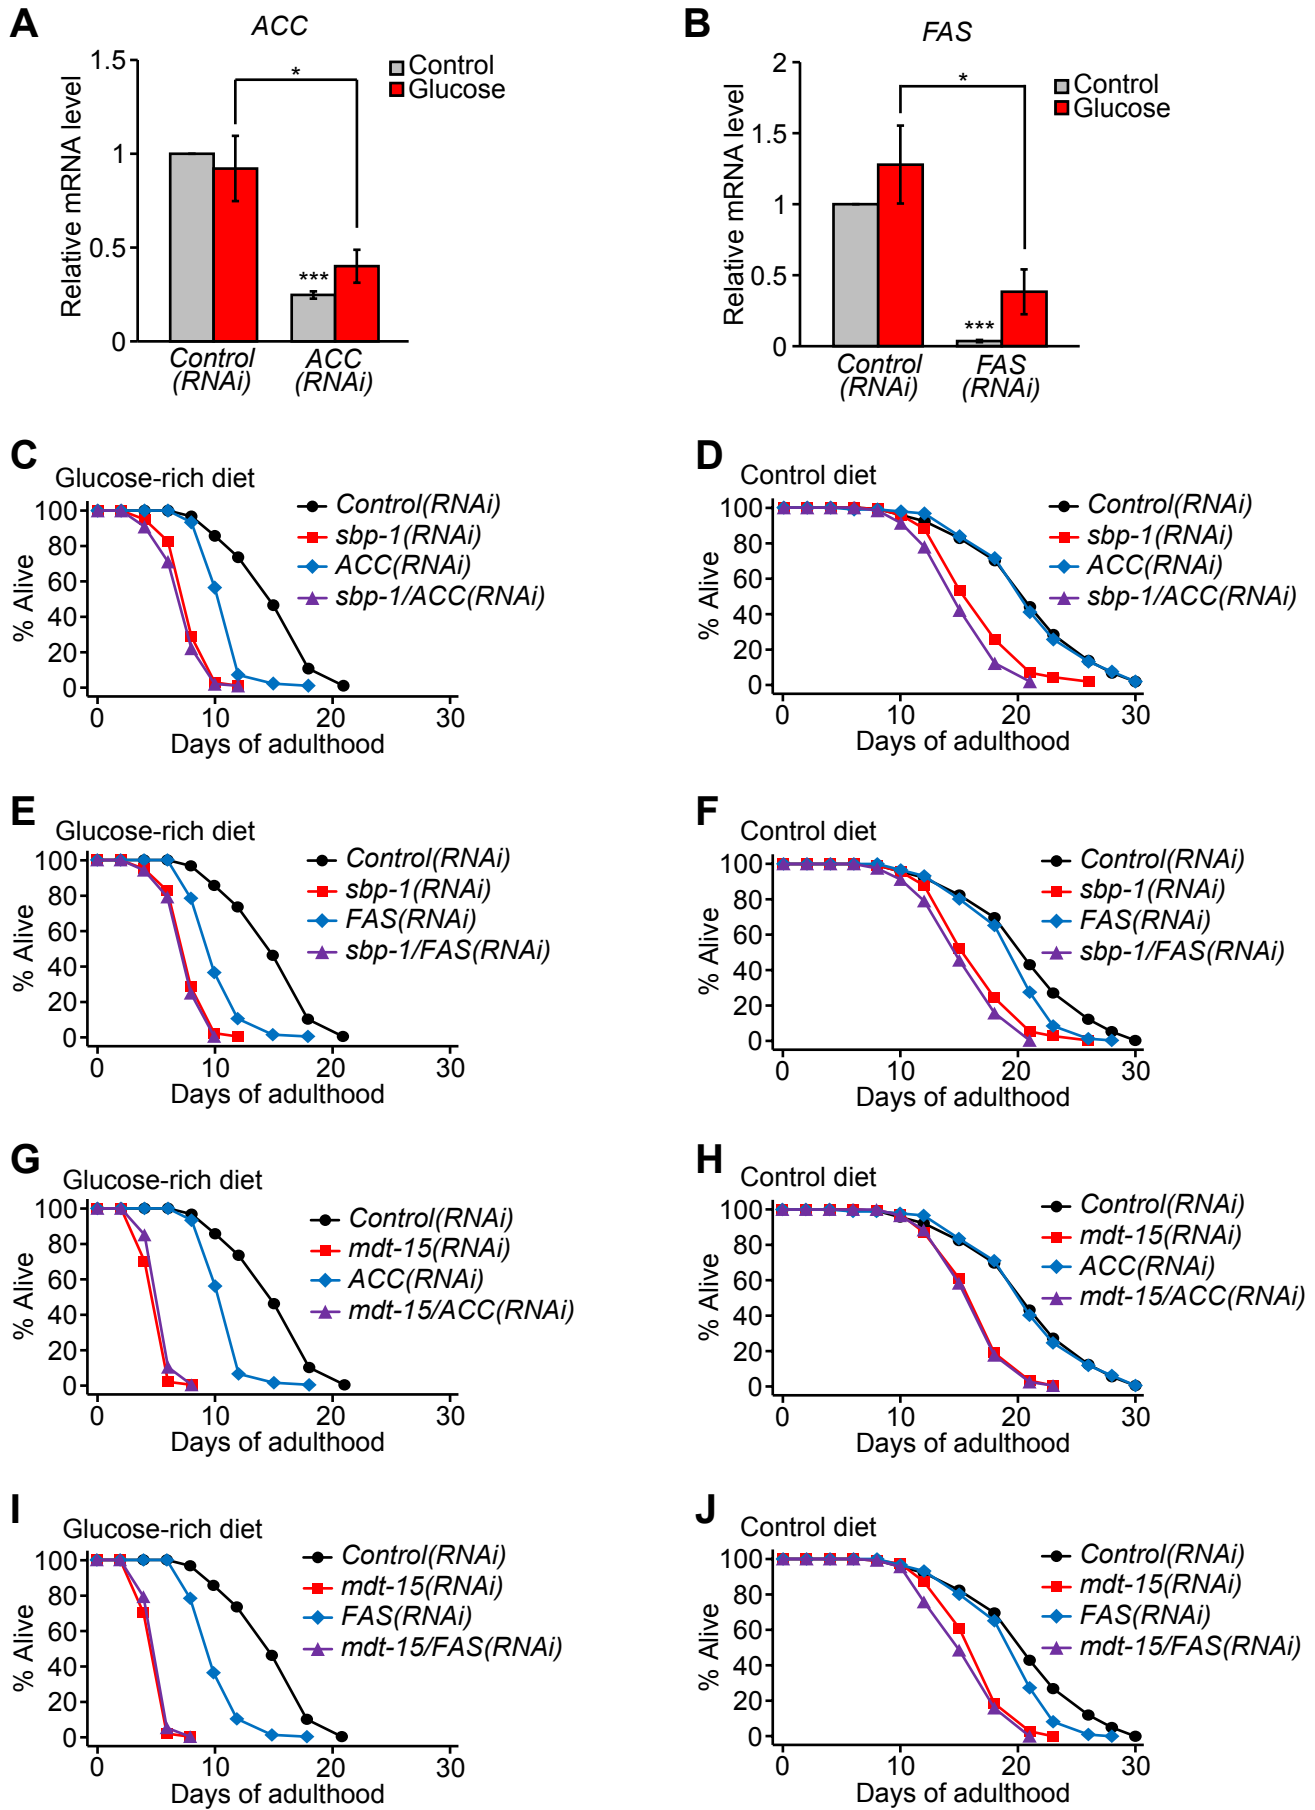 A
ACC
1.5
1
0.5
0
Relative mRNA level
*
***
Control
Glucose
Control
(RNAi)
ACC
(RNAi)
B
FAS
2
1.5
1
0.5
0
Relative mRNA level
*
***
Control
Glucose
Control
(RNAi)
FAS
(RNAi)
C
Glucose-rich diet
100
80
60
40
20
0
% Alive
Control(RNAi)
sbp-1(RNAi)
ACC(RNAi)
sbp-1/ACC(RNAi)
0 10 20 30
Days of adulthood
D
Control diet
100
80
60
40
20
0
% Alive
Control(RNAi)
sbp-1(RNAi)
ACC(RNAi)
sbp-1/ACC(RNAi)
0 10 20 30
Days of adulthood
E
Glucose-rich diet
100
80
60
40
20
0
% Alive
Control(RNAi)
sbp-1(RNAi)
FAS(RNAi)
sbp-1/FAS(RNAi)
0 10 20 30
Days of adulthood
F
Control diet
100
80
60
40
20
0
% Alive
Control(RNAi)
sbp-1(RNAi)
FAS(RNAi)
sbp-1/FAS(RNAi)
0 10 20 30
Days of adulthood
G
Glucose-rich diet
100
80
60
40
20
0
% Alive
Control(RNAi)
mdt-15(RNAi)
ACC(RNAi)
mdt-15/ACC(RNAi)
0 10 20 30
Days of adulthood
H
Control diet
100
80
60
40
20
0
% Alive
Control(RNAi)
mdt-15(RNAi)
ACC(RNAi)
mdt-15/ACC(RNAi)
0 10 20 30
Days of adulthood
I
Glucose-rich diet
100
80
60
40
20
0
% Alive
Control(RNAi)
mdt-15(RNAi)
FAS(RNAi)
mdt-15/FAS(RNAi)
0 10 20 30
Days of adulthood
J
Control diet
100
80
60
40
20
0
% Alive
Control(RNAi)
mdt-15(RNAi)
FAS(RNAi)
mdt-15/FAS(RNAi)
0 10 20 30
Days of adulthood